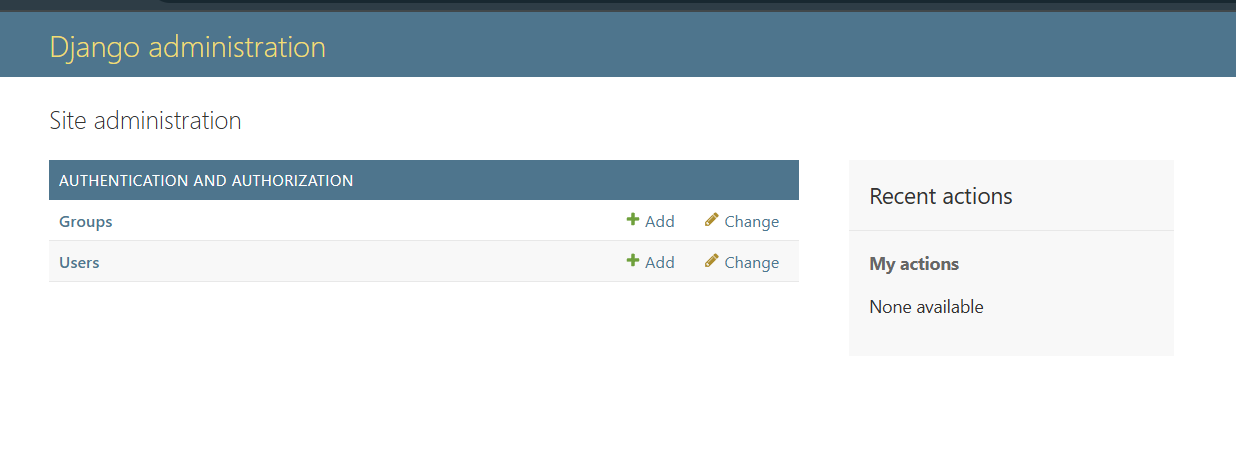 Django administration
Site administration
AUTHENTICATION AND AUTHORIZATION
Groups Add Change
Users Add Change
Recent actions
My actions
None available